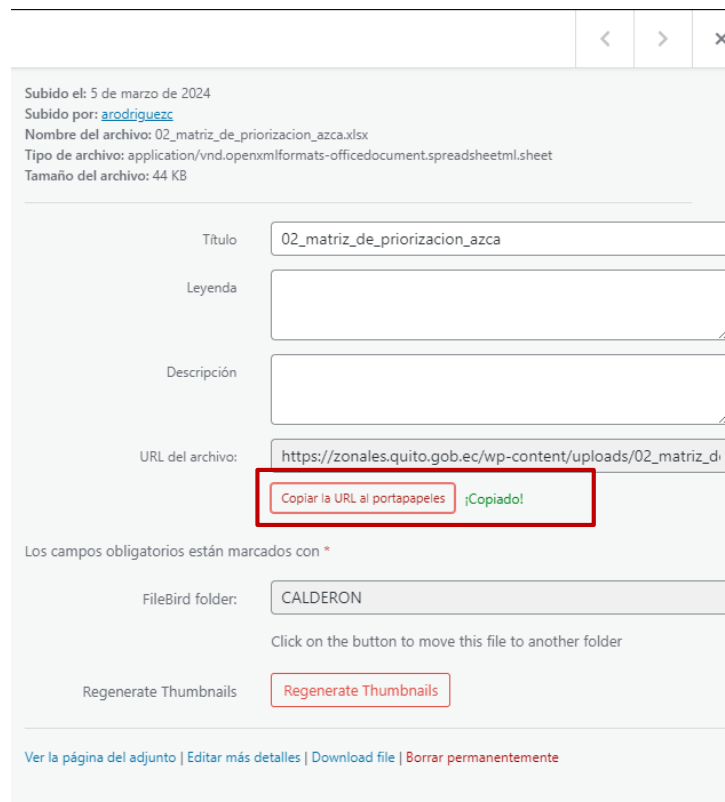 Subido el: 5 de marzo de 2024
Subido por: arodriguezc
Nombre del archivo: 02_matriz_de_priorizacion_azca.xlsx
Tipo de archivo: application/vnd.openxmlformats-officedocument.spreadsheetml.sheet
Tamaño del archivo: 44 KB
Título 02_matriz_de_priorizacion_azca
Leyenda
Descripción
URL del archivo: https://zonales.quito.gob.ec/wp-content/uploads/02_matriz_d
Copiar la URL al portapapeles ¡Copiado!
Los campos obligatorios están marcados con *
FileBird folder: CALDERON
Click on the button to move this file to another folder
Regenerate Thumbnails Regenerate Thumbnails
Ver la página del adjunto | Editar más detalles | Download file | Borrar permanentemente